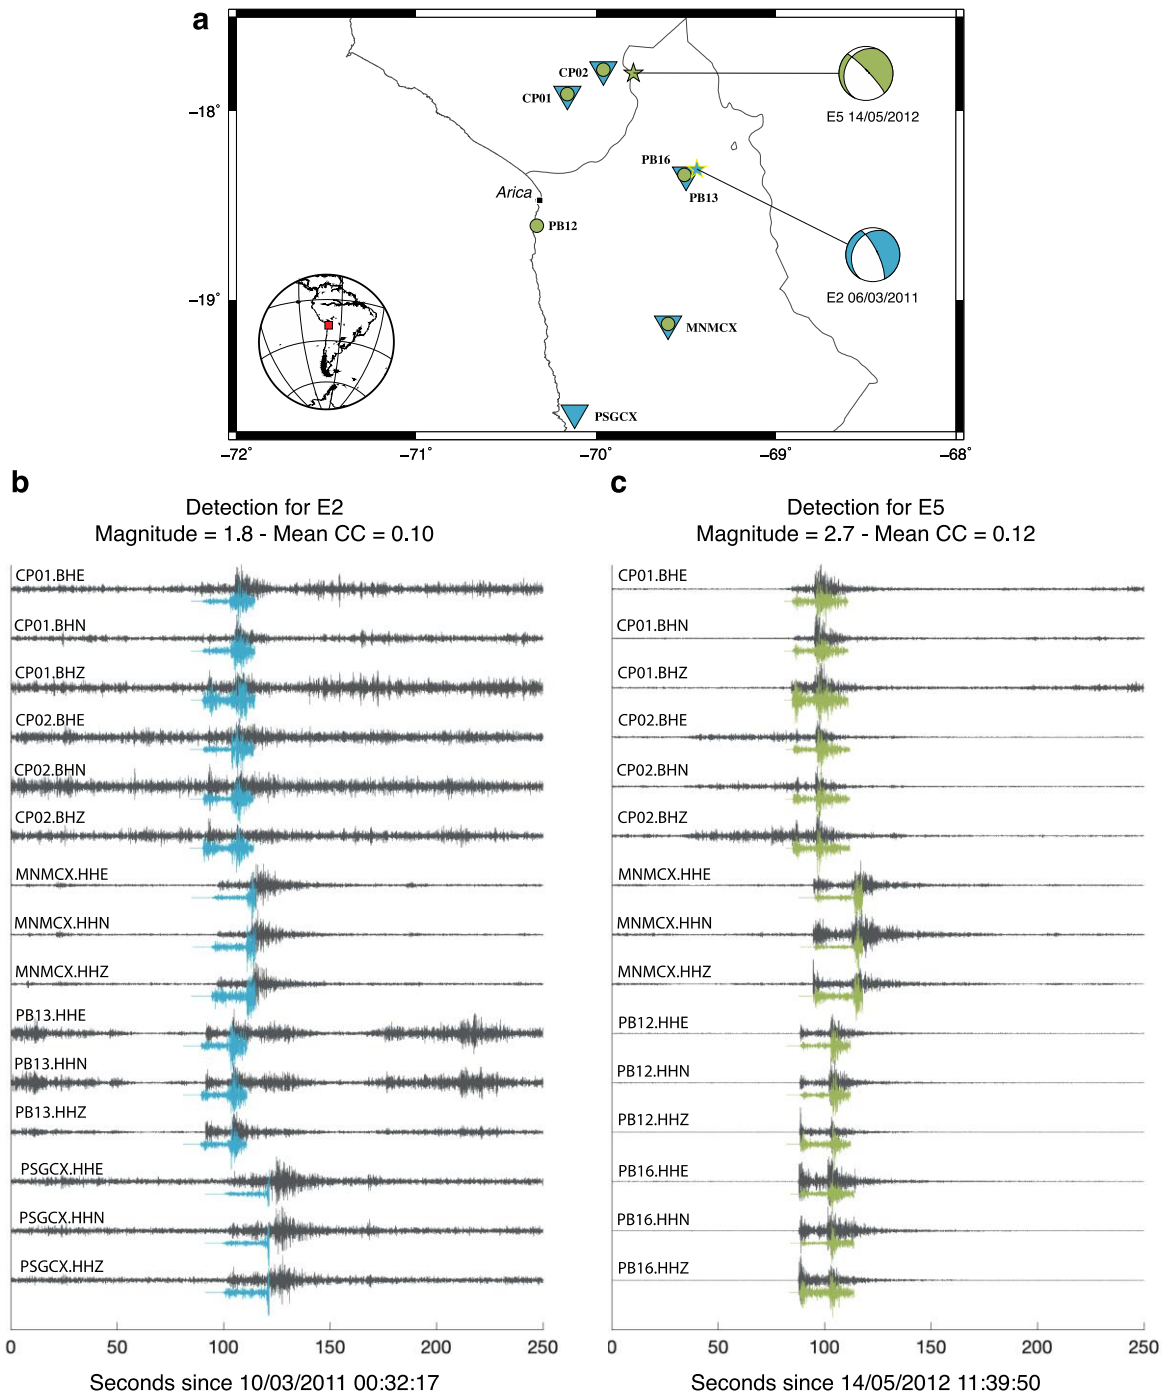 a
CP02
CP01
−18
E5 14/05/2012
PB16
PB13
Arica
PB12
−19
E2 06/03/2011
MNMCX
PSGCX
−72˚
−71˚
−70˚
−69˚
−68˚
b
Detection for E2
Magnitude = 1.8 - Mean CC = 0.10
CP01.BHE
CP01.BHN
CP01.BHZ
CP02.BHE
CP02.BHN
CP02.BHZ
MNMCX.HHE
MNMCX.HHN
MNMCX.HHZ
PB13.HHE
PB13.HHN
PB13.HHZ
PSGCX.HHE
PSGCX.HHN
PSGCX.HHZ
0 50 100 150 200 250
Seconds since 10/03/2011 00:32:17
c
Detection for E5
Magnitude = 2.7 - Mean CC = 0.12
CP01.BHE
CP01.BHN
CP01.BHZ
CP02.BHE
CP02.BHN
CP02.BHZ
MNMCX.HHE
MNMCX.HHN
MNMCX.HHZ
PB12.HHE
PB12.HHN
PB12.HHZ
PB16.HHE
PB16.HHN
PB16.HHZ
0 50 100 150 200 250
Seconds since 14/05/2012 11:39:50